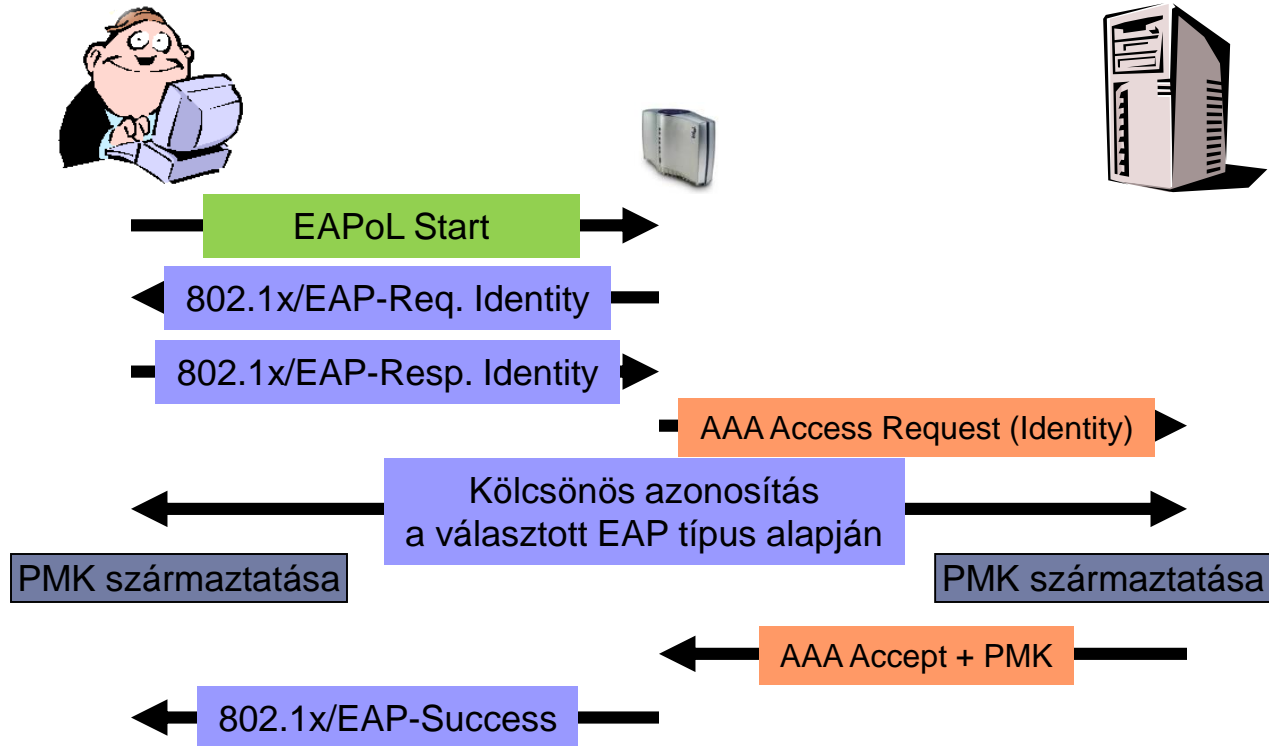 EAPoL Start
802.1x/EAP-Req. Identity
802.1x/EAP-Resp. Identity
AAA Access Request (Identity)
Kölcsönös azonosítás
a választott EAP típus alapján
PMK származtatása
PMK származtatása
AAA Accept + PMK
802.1x/EAP-Success